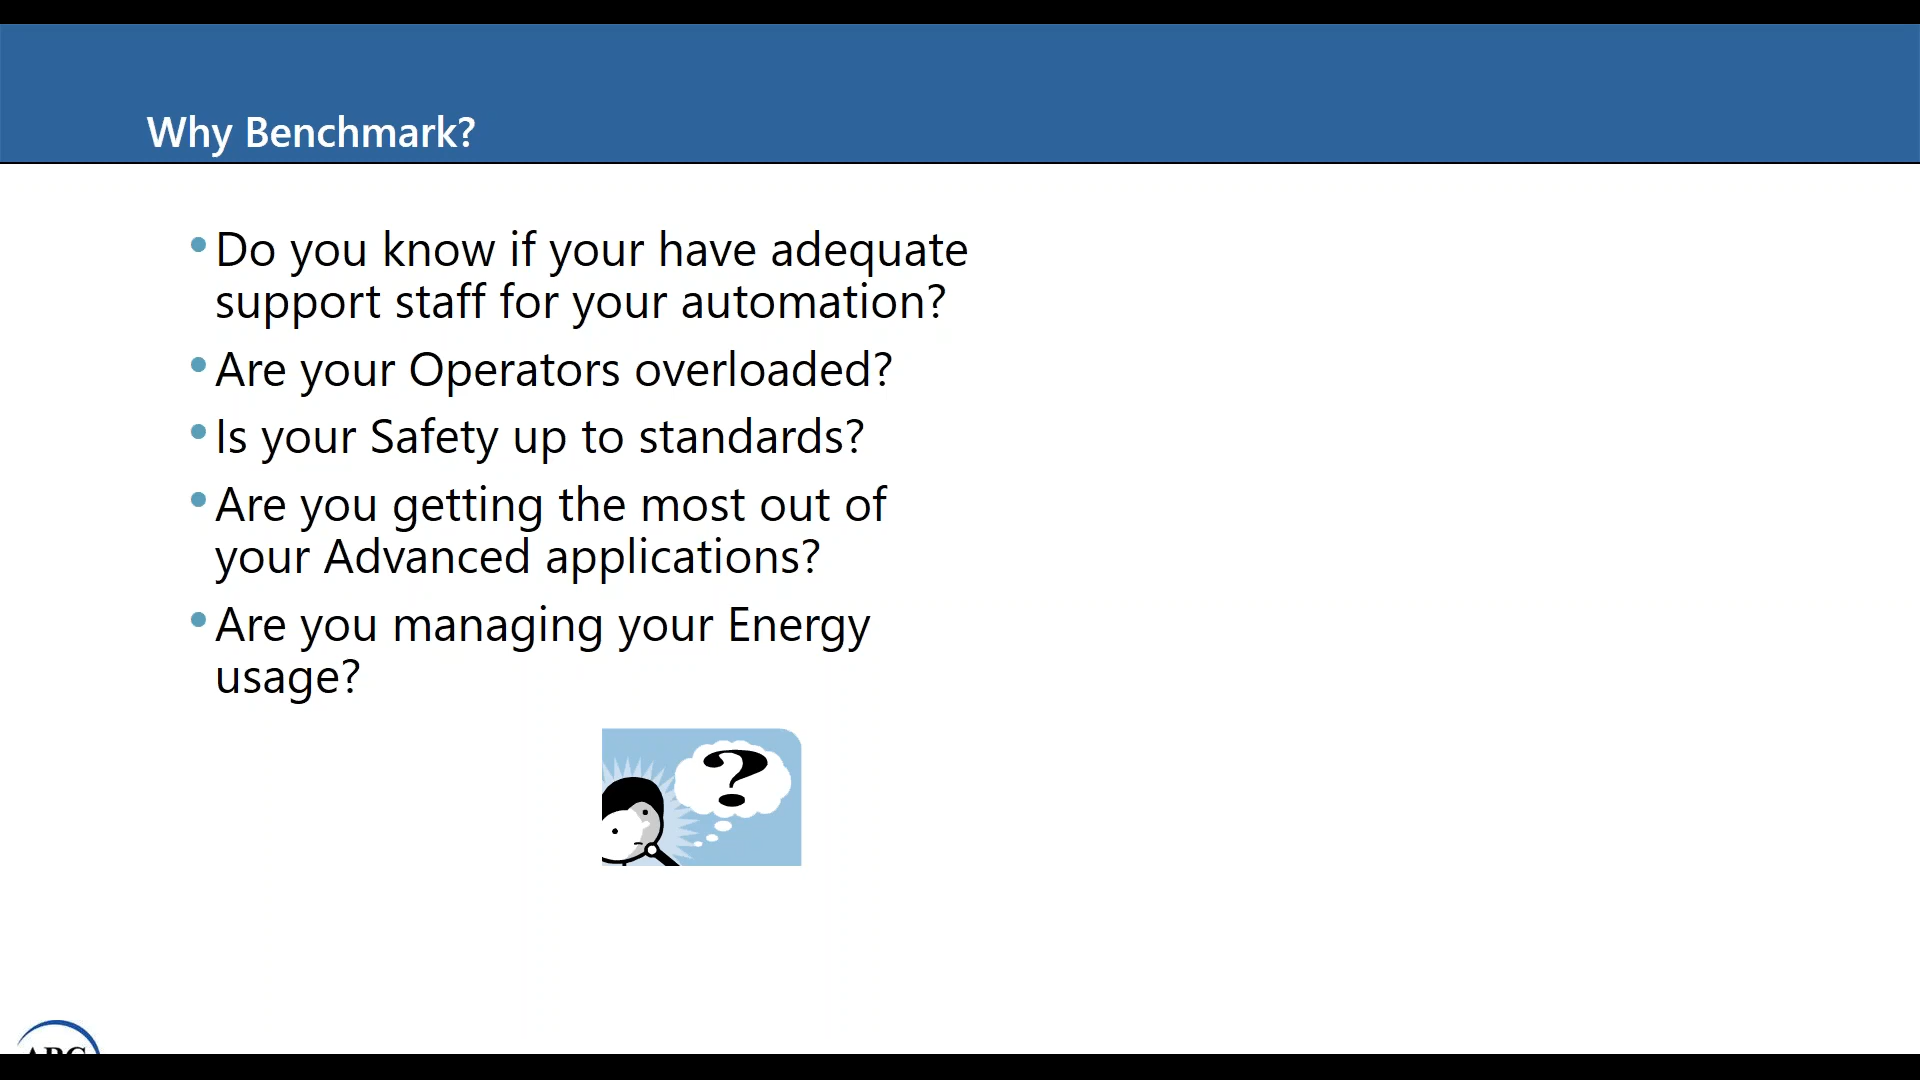 Why Benchmark?
• Do you know if your have adequate
support staff for your automation?
• Are your Operators overloaded?
• Is your Safety up to standards?
• Are you getting the most out of
your Advanced applications?
• Are you managing your Energy
usage?
?